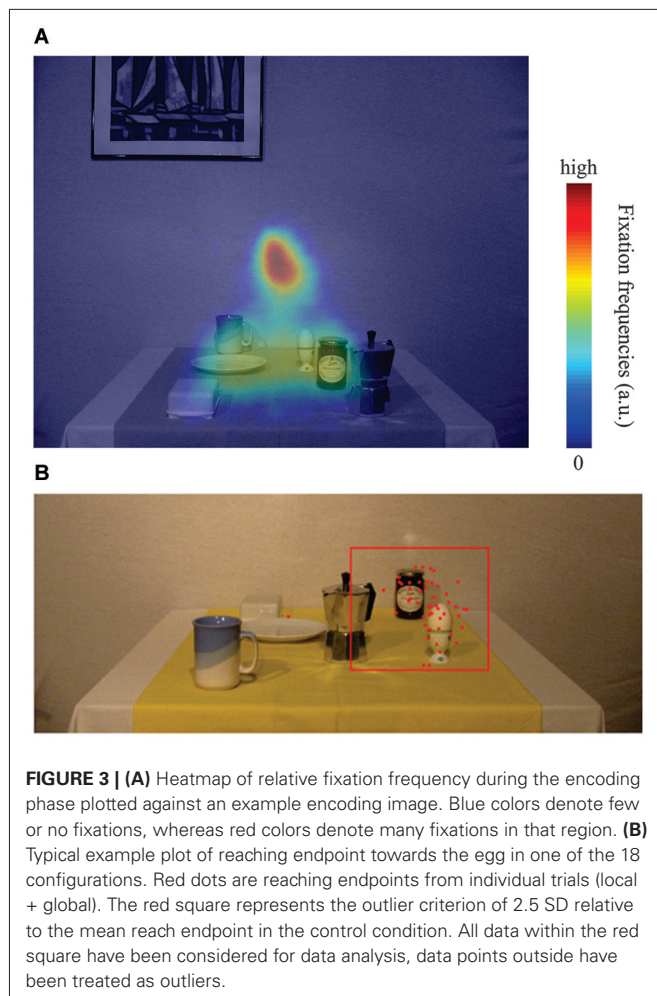 A
high
Fixation frequencies (a.u.)
0
B
FIGURE 3 | (A) Heatmap of relative fixation frequency during the encoding
phase plotted against an example encoding image. Blue colors denote few
or no fixations, whereas red colors denote many fixations in that region. (B)
Typical example plot of reaching endpoint towards the egg in one of the 18
configurations. Red dots are reaching endpoints from individual trials (local
+ global). The red square represents the outlier criterion of 2.5 SD relative
to the mean reach endpoint in the control condition. All data within the red
square have been considered for data analysis, data points outside have
been treated as outliers.